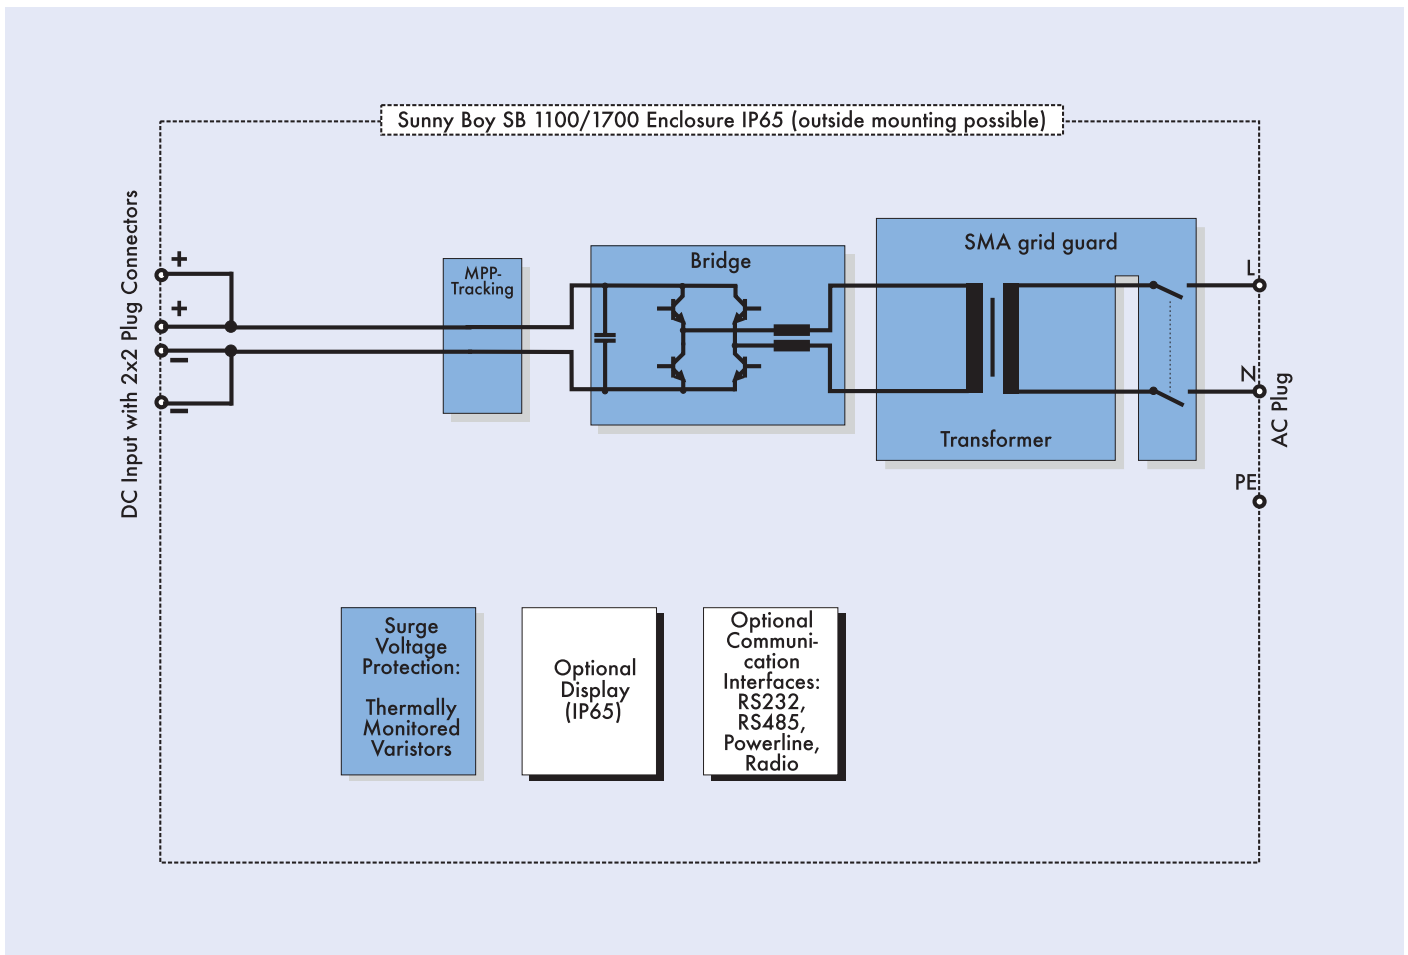 Sunny Boy SB 1100/1700 Enclosure IP65 (outside mounting possible)
DC Input with 2x2 Plug Connectors
+
+
−
−
MPP-
Tracking
Bridge
SMA grid guard
Transformer
L
N
AC Plug
PE
Surge
Voltage
Protection:
Thermally
Monitored
Varistors
Optional
Display
(IP65)
Optional
Communi-
cation
Interfaces:
RS232,
RS485,
Powerline,
Radio